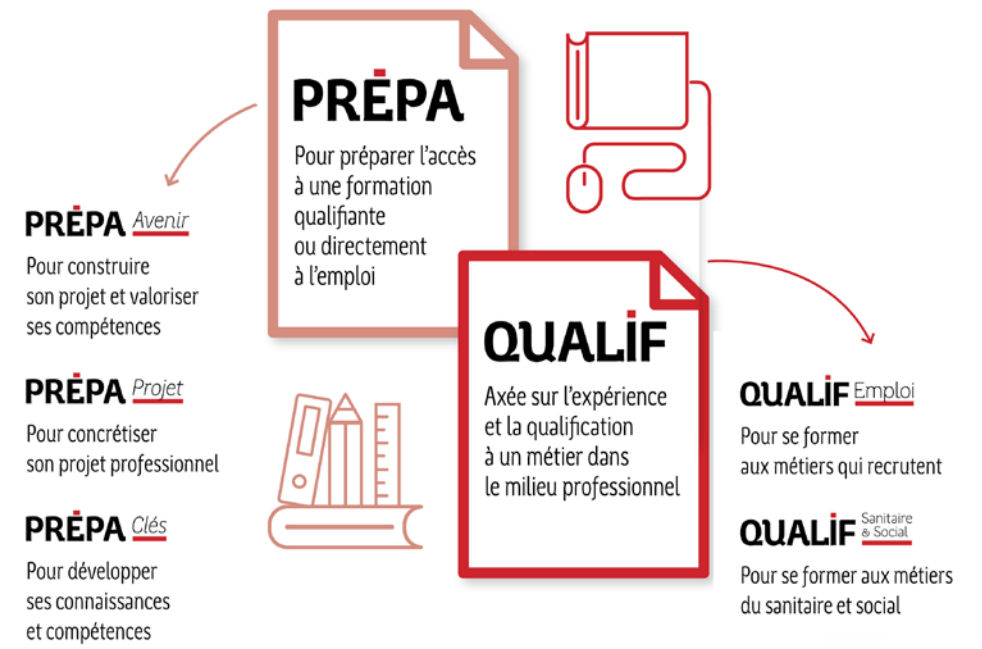 PRÉPA
Pour préparer l'accès
à une formation
qualifiante
ou directement
à l'emploi
PRÉPA Avenir
Pour construire
son projet et valoriser
ses compétences
PRÉPA Projet
Pour concrétiser
son projet professionnel
PRÉPA Clés
Pour développer
ses connaissances
et compétences
QUALIF
Axée sur l'expérience
et la qualification
à un métier dans
le milieu professionnel
QUALIF Emploi
Pour se former
aux métiers qui recrutent
QUALIF Sanitaire
& Social
Pour se former aux métiers
du sanitaire et social